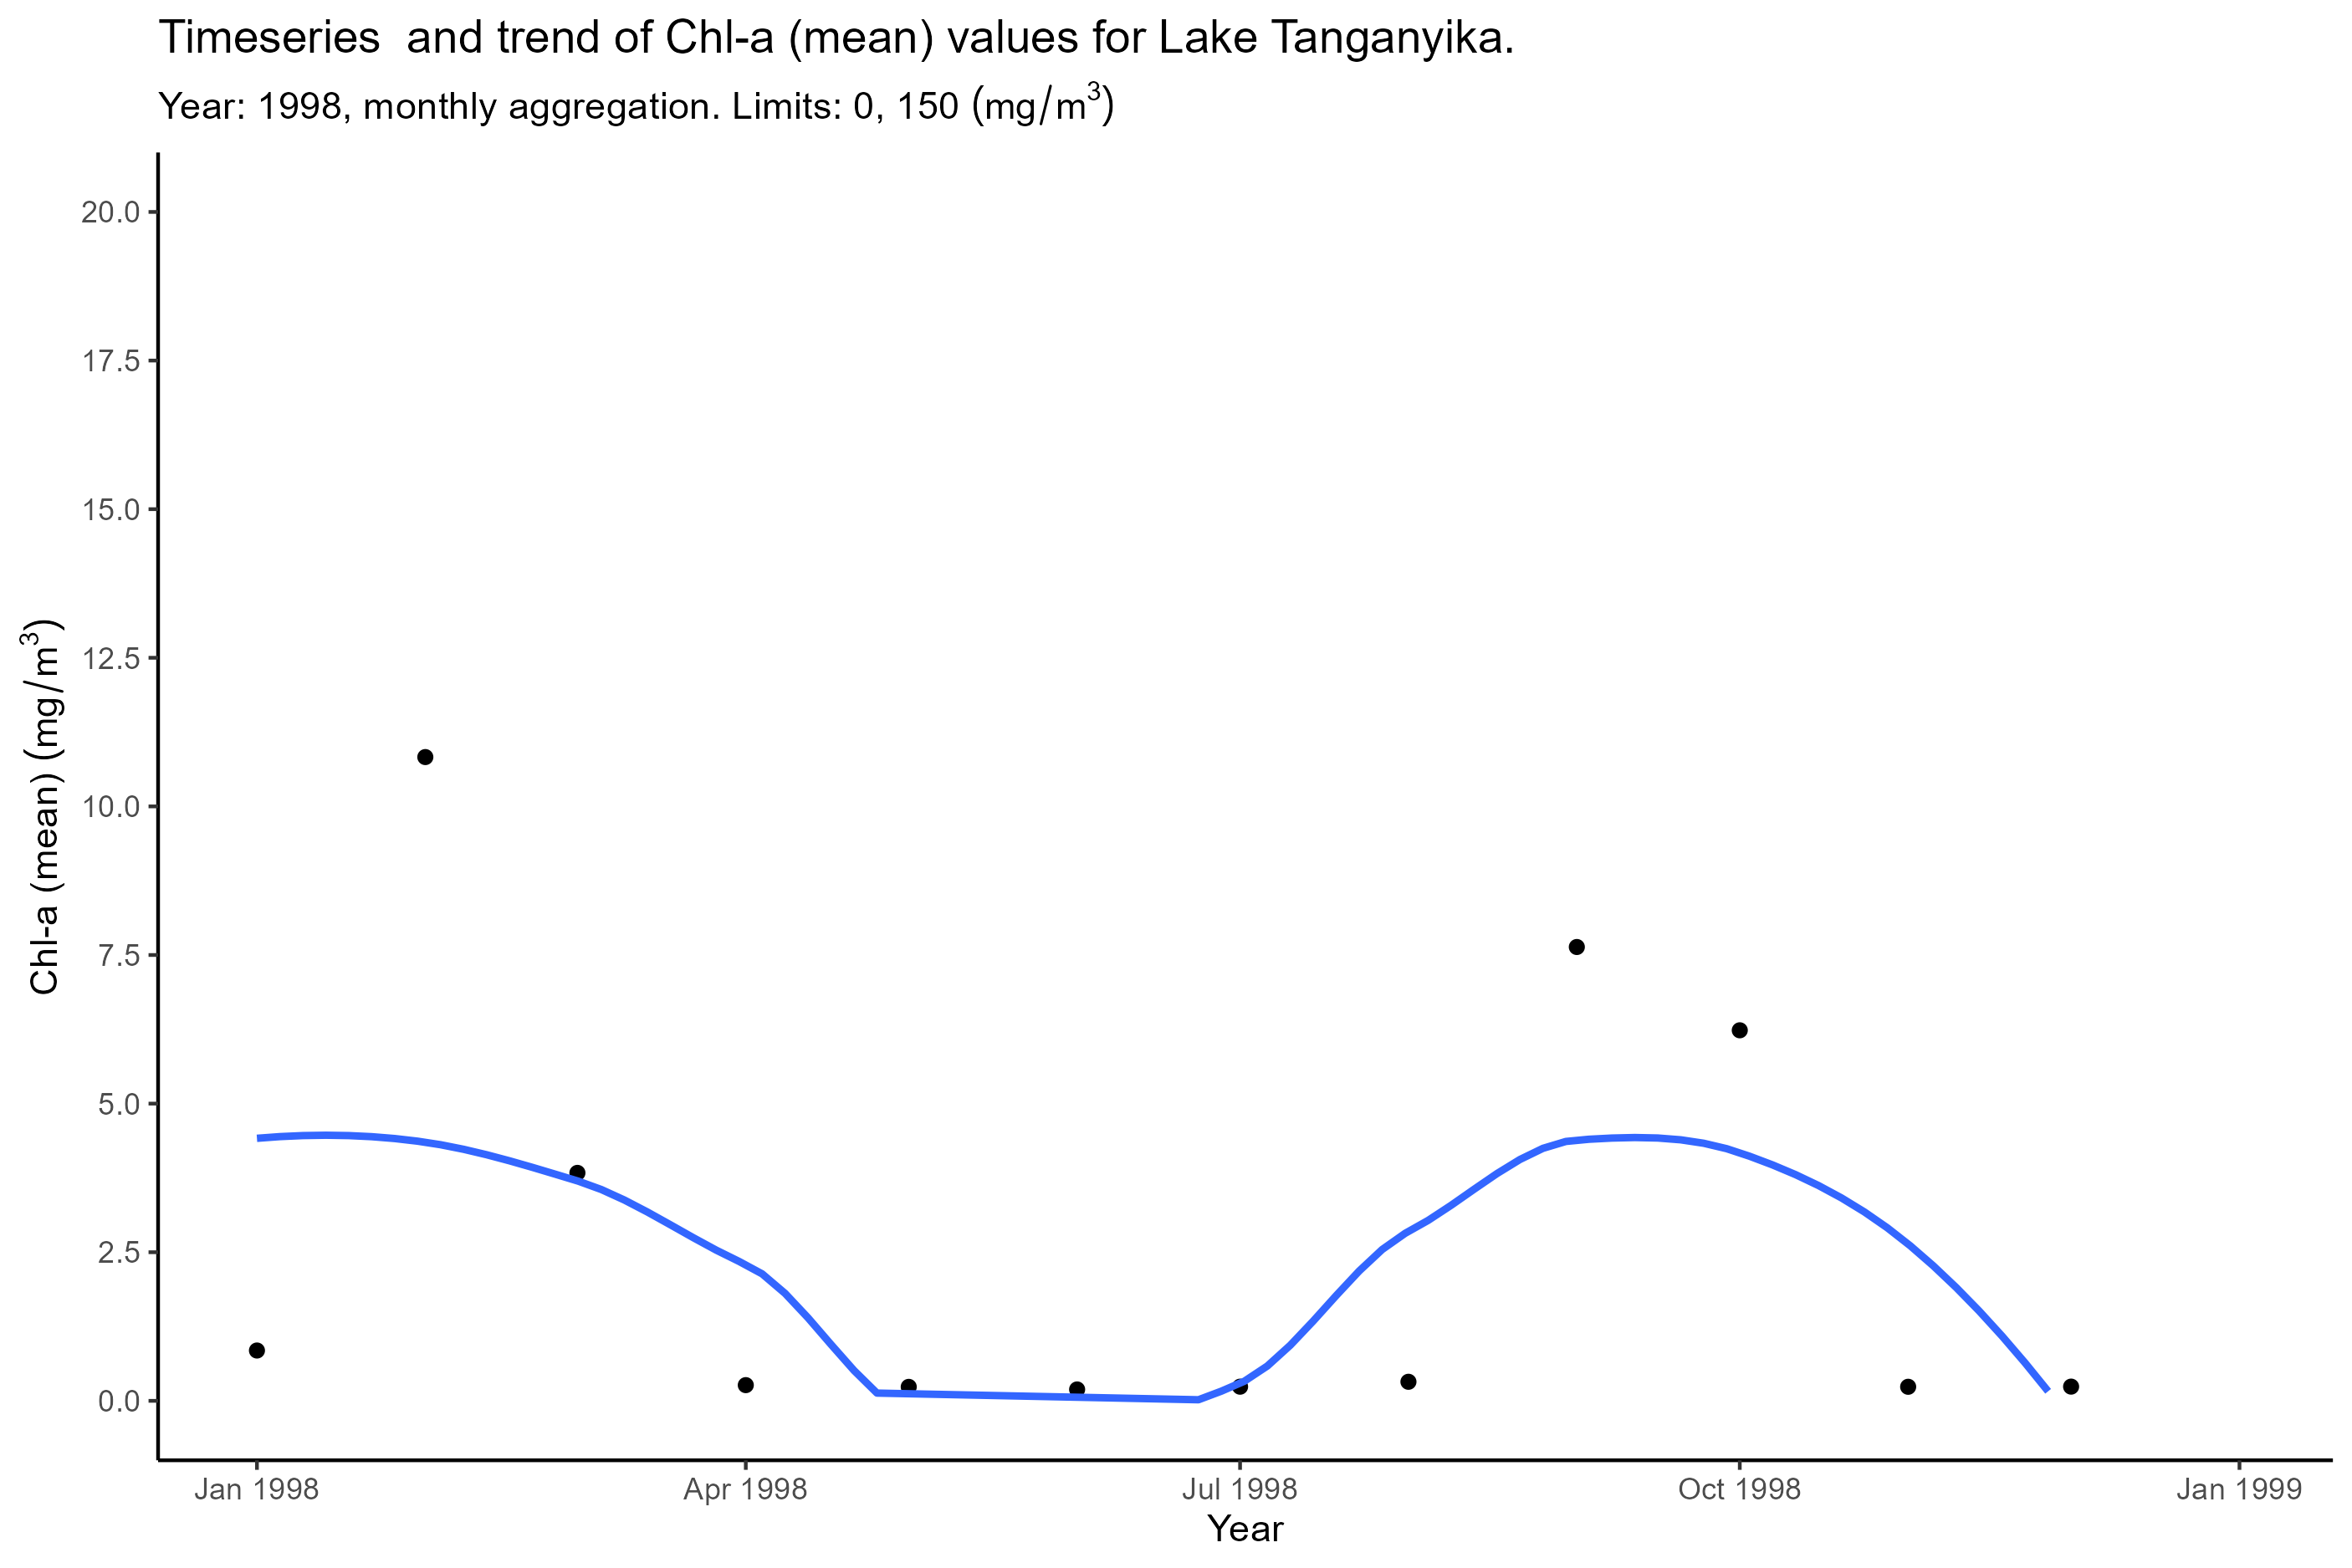 Timeseries  and trend of Chl-a (mean) values for Lake Tanganyika.
Year: 1998, monthly aggregation. Limits: 0, 150 (mg/m³)
20.0
17.5
15.0
12.5
10.0
7.5
5.0
2.5
0.0
Chl-a (mean) (mg/m³)
Jan 1998 Apr 1998 Jul 1998 Oct 1998 Jan 1999
Year